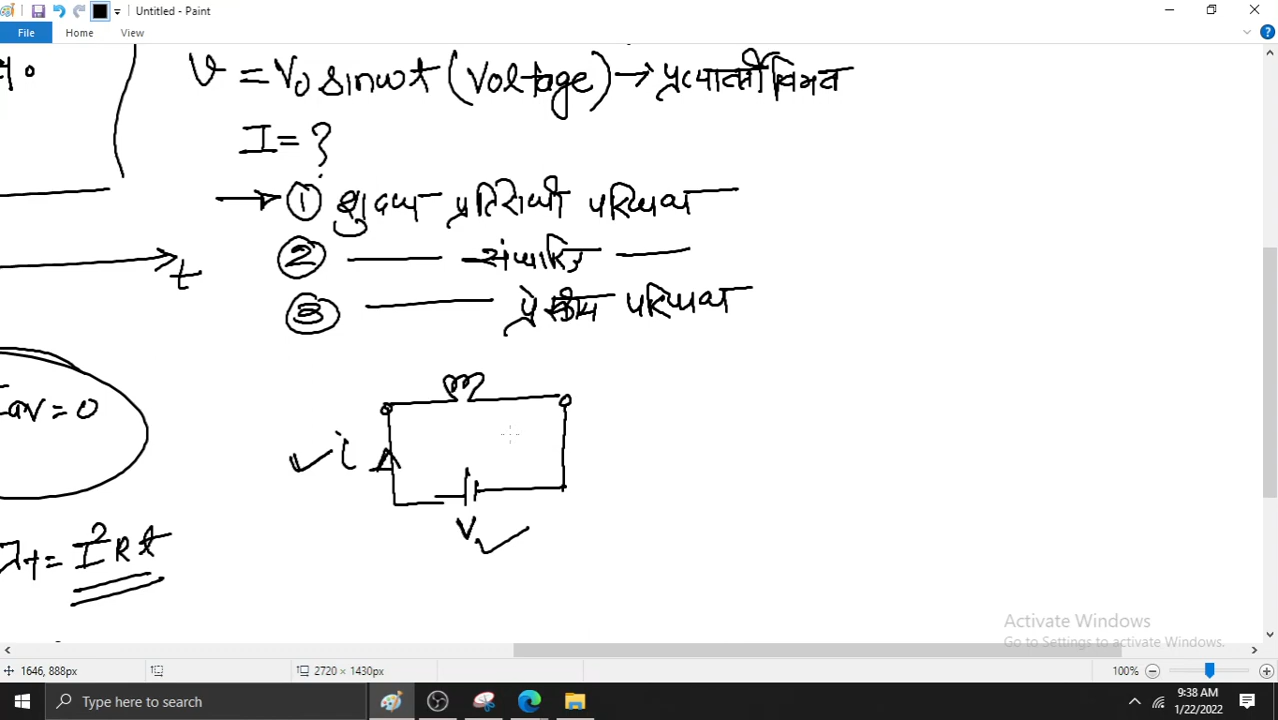 Untitled - Paint
File Home View
० V = V₀ sinωt (Voltage) → प्रत्यावर्ती विभव
I = ?
→ ① शुद्ध प्रतिरोधी परिपथ
② —— संधारित्र ——
③ —— प्रेरकीय परिपथ
t
Iav = 0
i
V
H = I²Rt
Activate Windows
Go to Settings to activate Windows.
1646, 888px 2720 × 1430px 100%
Type here to search
9:38 AM
1/22/2022